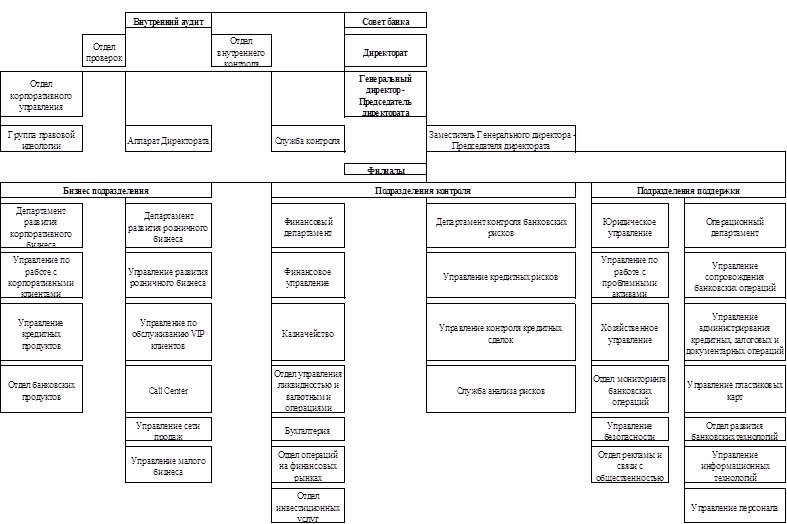 Внутренний аудит
Совет банка
Отдел
проверок
Отдел
внутреннего
контроля
Директорат
Отдел
корпоративного
управления
Генеральный
директор -
Председатель
директората
Группа правовой
идеологии
Аппарат Директората
Служба контроля
Заместитель Генерального директора -
Председателя директората
Филиалы
Бизнес подразделения
Подразделения контроля
Подразделения поддержки
Департамент
развития
корпоративного
бизнеса
Департамент
развития розничного
бизнеса
Финансовый
департамент
Департамент контроля банковских
рисков
Юридическое
управление
Операционный
департамент
Управление по
работе с
корпоративными
клиентами
Управление развития
родничного бизнеса
Финансовое
управление
Управление кредитных рисков
Управление по
работе с
проблемными
активами
Управление
сопровождения
банковских операций
Управление
кредитных
продуктов
Управление по
обслуживанию VIP
клиентов
Казначейство
Управление контроля кредитных
сделок
Хозяйственное
управление
Управление
администрирвания
кредитных, залоговых и
документарных операций
Отдел банковских
продуктов
Call Center
Отдел управления
ликвидностью и
валютными
операциями
Служба анализа рисков
Отдел мониторинга
банковских
операций
Управление пластиковых
карт
Управление сети
продаж
Бухгалтерия
Управление
безопасности
Отдел развития
банковских технологий
Управление малого
бизнеса
Отдел операций
на финансовых
рынках
Отдел рекламы и
связи с
общественностью
Управление
информационных
технологий
Отдел
инвестиционных
услуг
Управление персонала